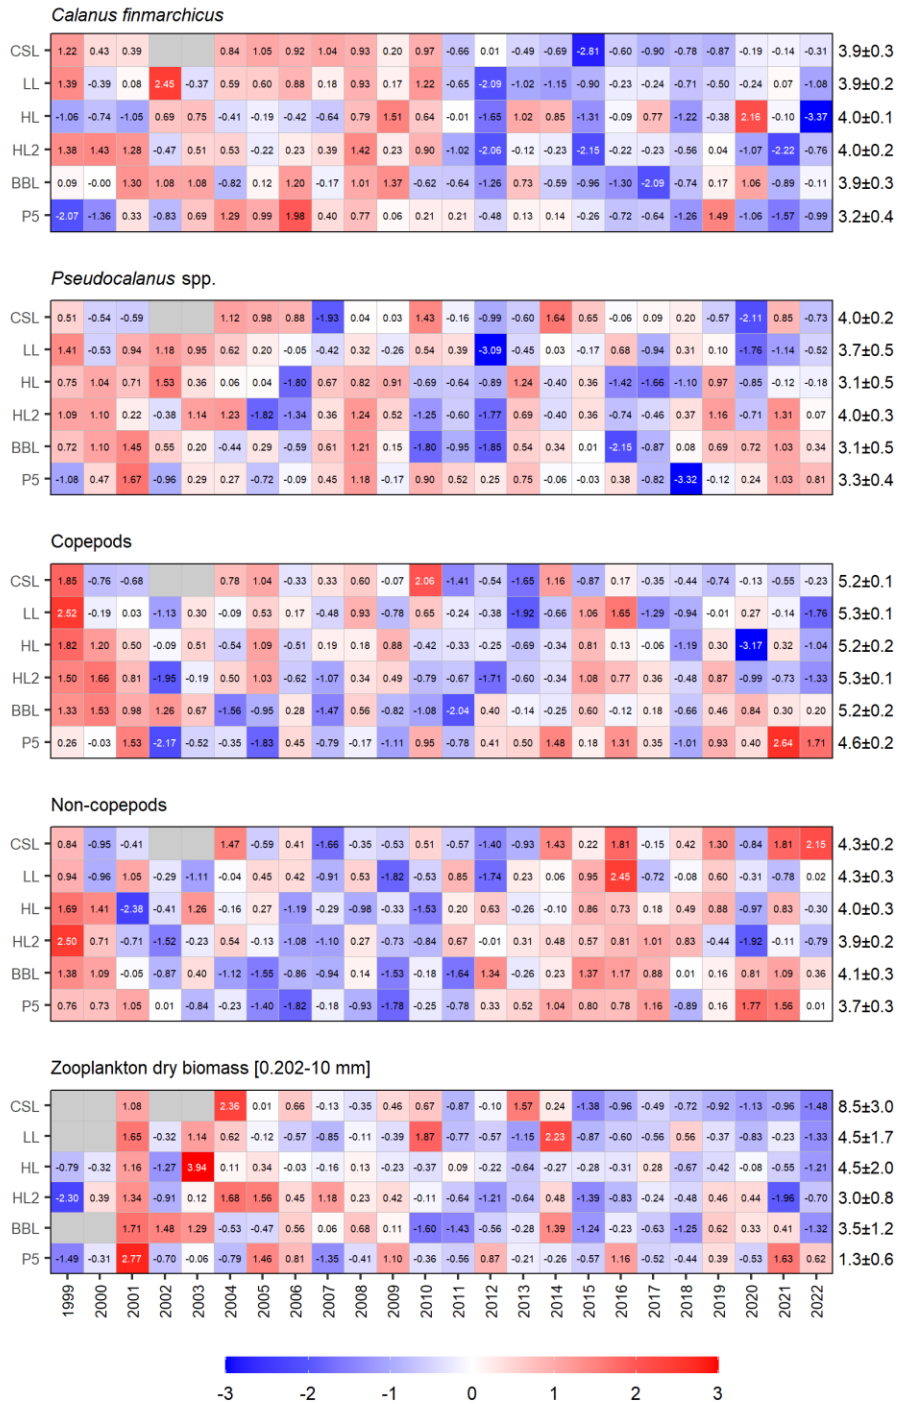 Calanus finmarchicus
CSL 1.22 0.43 0.39 0.84 1.05 0.92 1.04 0.93 0.20 0.97 -0.66 0.01 -0.49 -0.69 -2.81 -0.60 -0.90 -0.78 -0.87 -0.19 -0.14 -0.31 3.9±0.3
LL 1.39 -0.39 0.08 2.45 -0.37 0.59 0.60 0.88 0.18 0.93 0.17 1.22 -0.65 -2.09 -1.02 -1.15 -0.90 -0.23 -0.24 -0.71 -0.50 -0.24 0.07 -1.08 3.9±0.2
HL -1.06 -0.74 -1.05 0.69 0.75 -0.41 -0.19 -0.42 -0.64 0.79 1.51 0.64 -0.01 -1.65 1.02 0.85 -1.31 -0.09 0.77 -1.22 -0.38 2.16 -0.10 -3.37 4.0±0.1
HL2 1.38 1.43 1.28 -0.47 0.51 0.53 -0.22 0.23 0.39 1.42 0.23 0.90 -1.02 -2.06 -0.12 -0.23 -2.15 -0.22 -0.23 -0.56 0.04 -1.07 -2.22 -0.76 4.0±0.2
BBL 0.09 -0.00 1.30 1.08 1.08 -0.82 0.12 1.20 -0.17 1.01 1.37 -0.62 -0.64 -1.26 0.73 -0.59 -0.96 -1.30 -2.09 -0.74 0.17 1.06 -0.89 -0.11 3.9±0.3
P5 -2.07 -1.36 0.33 -0.83 0.69 1.29 0.99 1.98 0.40 0.77 0.06 0.21 0.21 -0.48 0.13 0.14 -0.26 -0.72 -0.64 -1.26 1.49 -1.06 -1.57 -0.99 3.2±0.4
Pseudocalanus spp.
CSL 0.51 -0.54 -0.59 1.12 0.98 0.88 -1.93 0.04 0.03 1.43 -0.16 -0.99 -0.60 1.64 0.65 -0.06 0.09 0.20 -0.57 -2.11 0.85 -0.73 4.0±0.2
LL 1.41 -0.53 0.94 1.18 0.95 0.62 0.20 -0.05 -0.42 0.32 -0.26 0.54 0.39 -3.09 -0.45 0.03 -0.17 0.68 -0.94 0.31 0.10 -1.76 -1.14 -0.52 3.7±0.5
HL 0.75 1.04 0.71 1.53 0.36 0.06 0.04 -1.80 0.67 0.82 0.91 -0.69 -0.64 -0.89 1.24 -0.40 0.36 -1.42 -1.66 -1.10 0.97 -0.85 -0.12 -0.18 3.1±0.5
HL2 1.09 1.10 0.22 -0.38 1.14 1.23 -1.82 -1.34 0.36 1.24 0.52 -1.25 -0.60 -1.77 0.69 -0.40 0.36 -0.74 -0.46 0.37 1.16 -0.71 1.31 0.07 4.0±0.3
BBL 0.72 1.10 1.45 0.55 0.20 -0.44 0.29 -0.59 0.61 1.21 0.15 -1.80 -0.95 -1.85 0.54 0.34 0.01 -2.15 -0.87 0.08 0.69 0.72 1.03 0.34 3.1±0.5
P5 -1.08 0.47 1.67 -0.96 0.29 0.27 -0.72 -0.09 0.45 1.18 -0.17 0.90 0.52 0.25 0.75 -0.06 -0.03 0.38 -0.82 -3.32 -0.12 0.24 1.03 0.81 3.3±0.4
Copepods
CSL 1.85 -0.76 -0.68 0.78 1.04 -0.33 0.33 0.60 -0.07 2.06 -1.41 -0.54 -1.65 1.16 -0.87 0.17 -0.35 -0.44 -0.74 -0.13 -0.55 -0.23 5.2±0.1
LL 2.52 -0.19 0.03 -1.13 0.30 -0.09 0.53 0.17 -0.48 0.93 -0.78 0.65 -0.24 -0.38 -1.92 -0.66 1.06 1.65 -1.29 -0.94 -0.01 0.27 -0.14 -1.76 5.3±0.1
HL 1.82 1.20 0.50 -0.09 0.51 -0.54 1.09 -0.51 0.19 0.18 0.88 -0.42 -0.33 -0.25 -0.69 -0.34 0.81 0.13 -0.06 -1.19 0.30 -3.17 0.32 -1.04 5.2±0.2
HL2 1.50 1.66 0.81 -1.95 -0.19 0.50 1.03 -0.62 -1.07 0.34 0.49 -0.79 -0.67 -1.71 -0.60 -0.34 1.08 0.77 0.36 -0.48 0.87 -0.99 -0.73 -1.33 5.3±0.1
BBL 1.33 1.53 0.98 1.26 0.67 -1.56 -0.95 0.28 -1.47 0.56 -0.82 -1.08 -2.04 0.40 -0.14 -0.25 0.60 -0.12 0.18 -0.66 0.46 0.84 0.30 0.20 5.2±0.2
P5 0.26 -0.03 1.53 -2.17 -0.52 -0.35 -1.83 0.45 -0.79 -0.17 -1.11 0.95 -0.78 0.41 0.50 1.48 0.18 1.31 0.35 -1.01 0.93 0.40 2.64 1.71 4.6±0.2
Non-copepods
CSL 0.84 -0.95 -0.41 1.47 -0.59 0.41 -1.66 -0.35 -0.53 0.51 -0.57 -1.40 -0.93 1.43 0.22 1.81 -0.15 0.42 1.30 -0.84 1.81 2.15 4.3±0.2
LL 0.94 -0.96 1.05 -0.29 -1.11 -0.04 0.45 0.42 -0.91 0.53 -1.82 -0.53 0.85 -1.74 0.23 0.06 0.95 2.45 -0.72 -0.08 0.60 -0.31 -0.78 0.02 4.3±0.3
HL 1.69 1.41 -2.38 -0.41 1.26 -0.16 0.27 -1.19 -0.29 -0.98 -0.33 -1.53 0.20 0.63 -0.26 -0.10 0.86 0.73 0.18 0.49 0.88 -0.97 0.83 -0.30 4.0±0.3
HL2 2.50 0.71 -0.71 -1.52 -0.23 0.54 -0.13 -1.08 -1.10 0.27 -0.73 -0.84 0.67 -0.01 0.31 0.48 0.57 0.81 1.01 0.83 -0.44 -1.92 -0.11 -0.79 3.9±0.2
BBL 1.38 1.09 -0.05 -0.87 0.40 -1.12 -1.55 -0.86 -0.94 0.14 -1.53 -0.18 -1.64 1.34 -0.26 0.23 1.37 1.17 0.88 0.01 0.16 0.81 1.09 0.36 4.1±0.3
P5 0.76 0.73 1.05 0.01 -0.84 -0.23 -1.40 -1.82 -0.18 -0.93 -1.78 -0.25 -0.78 0.33 0.52 1.04 0.80 0.78 1.16 -0.89 0.16 1.77 1.56 0.01 3.7±0.3
Zooplankton dry biomass [0.202-10 mm]
CSL 1.08 2.36 0.01 0.66 -0.13 -0.35 0.46 0.67 -0.87 -0.10 1.57 0.24 -1.38 -0.96 -0.49 -0.72 -0.92 -1.13 -0.96 -1.48 8.5±3.0
LL 1.65 -0.32 1.14 0.62 -0.12 -0.57 -0.85 -0.11 -0.39 1.87 -0.77 -0.57 -1.15 2.23 -0.87 -0.60 -0.56 0.56 -0.37 -0.83 -0.23 -1.33 4.5±1.7
HL -0.79 -0.32 1.16 -1.27 3.94 0.11 0.34 -0.03 -0.16 0.13 -0.23 -0.37 0.09 -0.22 -0.64 -0.27 -0.28 -0.31 0.28 -0.67 -0.42 -0.08 -0.55 -1.21 4.5±2.0
HL2 -2.30 0.39 1.34 -0.91 0.12 1.68 1.56 0.45 1.18 0.23 0.42 -0.11 -0.64 -1.21 -0.64 0.48 -1.39 -0.83 -0.24 -0.48 0.46 0.44 -1.96 -0.70 3.0±0.8
BBL 1.71 1.48 1.29 -0.53 -0.47 0.56 0.06 0.68 0.11 -1.60 -1.43 -0.56 -0.28 1.39 -1.24 -0.23 -0.63 -1.25 0.62 0.33 0.41 -1.32 3.5±1.2
P5 -1.49 -0.31 2.77 -0.70 -0.06 -0.79 1.46 0.81 -1.35 -0.41 1.10 -0.36 -0.56 0.87 -0.21 -0.26 -0.57 1.16 -0.52 -0.44 0.39 -0.53 1.63 0.62 1.3±0.6
1999 2000 2001 2002 2003 2004 2005 2006 2007 2008 2009 2010 2011 2012 2013 2014 2015 2016 2017 2018 2019 2020 2021 2022
-3 -2 -1 0 1 2 3